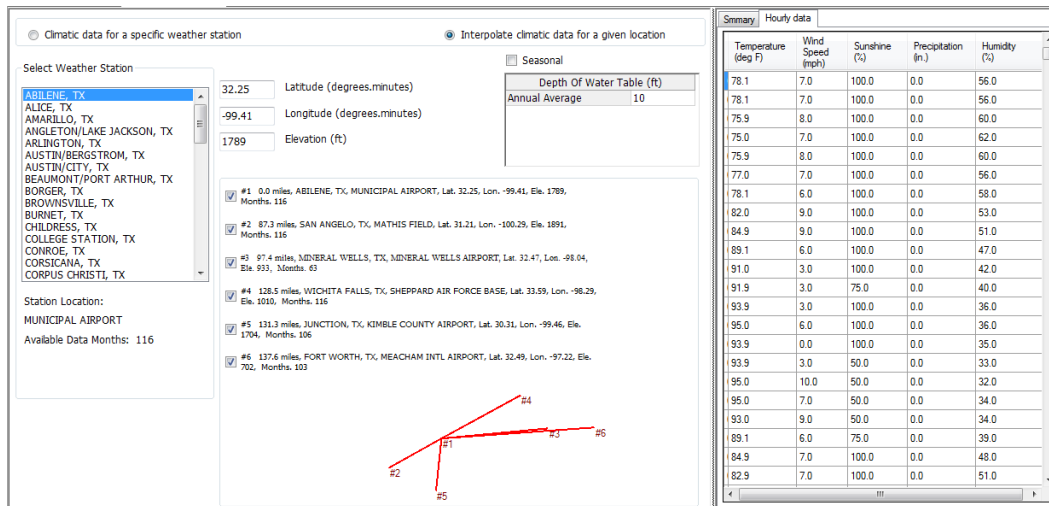 Climatic data for a specific weather station
Interpolate climatic data for a given location
Select Weather Station
ABILENE, TX
ALICE, TX
AMARILLO, TX
ANGLETON/LAKE JACKSON, TX
ARLINGTON, TX
AUSTIN/BERGSTROM, TX
AUSTIN/CITY, TX
BEAUMONT/PORT ARTHUR, TX
BORGER, TX
BROWNSVILLE, TX
BURNET, TX
CHILDRESS, TX
COLLEGE STATION, TX
CONROE, TX
CORSICANA, TX
CORPUS CHRISTI, TX
Station Location:
MUNICIPAL AIRPORT
Available Data Months: 116
32.25 Latitude (degrees.minutes)
-99.41 Longitude (degrees.minutes)
1789 Elevation (ft)
Seasonal
Depth Of Water Table (ft)
Annual Average 10
#1 0.0 miles, ABILENE, TX, MUNICIPAL AIRPORT, Lat. 32.25, Lon. -99.41, Ele. 1789,
Months. 116
#2 87.3 miles, SAN ANGELO, TX, MATHIS FIELD, Lat. 31.21, Lon. -100.29, Ele. 1891,
Months. 116
#3 97.4 miles, MINERAL WELLS, TX, MINERAL WELLS AIRPORT, Lat. 32.47, Lon. -98.04,
Ele. 933, Months. 63
#4 128.5 miles, WICHITA FALLS, TX, SHEPPARD AIR FORCE BASE, Lat. 33.59, Lon. -98.29,
Ele. 1010, Months. 116
#5 131.3 miles, JUNCTION, TX, KIMBLE COUNTY AIRPORT, Lat. 30.31, Lon. -99.46, Ele.
1704, Months. 106
#6 137.6 miles, FORT WORTH, TX, MEACHAM INTL AIRPORT, Lat. 32.49, Lon. -97.22, Ele.
702, Months. 103
#4
#1
#3
#6
#2
#5
Smmary Hourly data
Temperature (deg F) Wind Speed (mph) Sunshine (%) Precipitation (in.) Humidity (%)
78.1 7.0 100.0 0.0 56.0
78.1 7.0 100.0 0.0 56.0
75.9 8.0 100.0 0.0 60.0
75.0 7.0 100.0 0.0 62.0
75.9 8.0 100.0 0.0 60.0
77.0 7.0 100.0 0.0 56.0
78.1 6.0 100.0 0.0 58.0
82.0 9.0 100.0 0.0 53.0
84.9 9.0 100.0 0.0 51.0
89.1 6.0 100.0 0.0 47.0
91.0 3.0 100.0 0.0 42.0
91.9 3.0 75.0 0.0 40.0
93.9 3.0 100.0 0.0 36.0
95.0 6.0 100.0 0.0 36.0
93.9 0.0 100.0 0.0 35.0
93.9 3.0 50.0 0.0 33.0
95.0 10.0 50.0 0.0 32.0
95.0 7.0 50.0 0.0 34.0
93.0 9.0 50.0 0.0 34.0
89.1 6.0 75.0 0.0 39.0
84.9 7.0 100.0 0.0 48.0
82.9 7.0 100.0 0.0 51.0